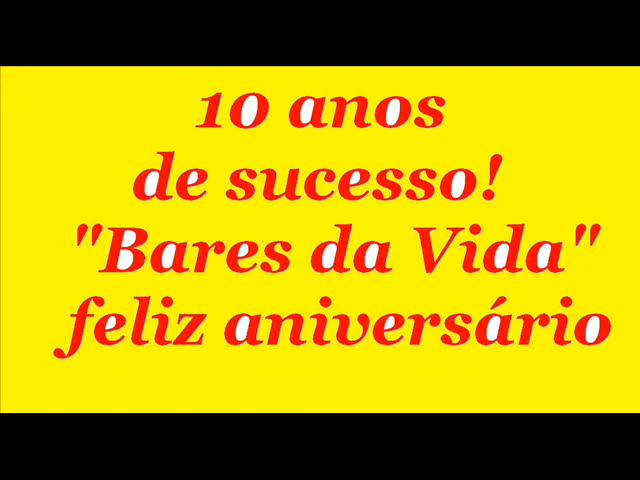 10 anos
de sucesso!
"Bares da Vida"
feliz aniversário